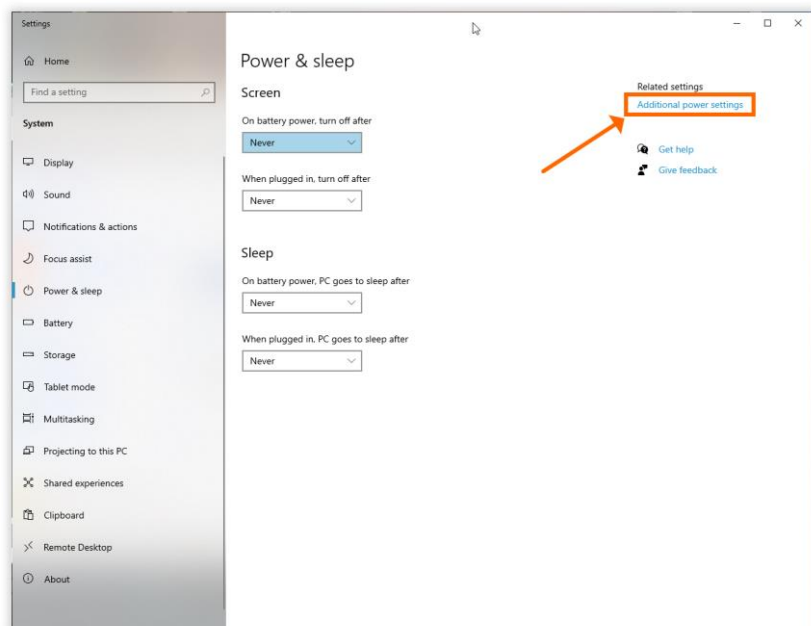 Settings
Home
Find a setting
System
Display
Sound
Notifications & actions
Focus assist
Power & sleep
Battery
Storage
Tablet mode
Multitasking
Projecting to this PC
Shared experiences
Clipboard
Remote Desktop
About
Power & sleep
Screen
On battery power, turn off after
Never
When plugged in, turn off after
Never
Sleep
On battery power, PC goes to sleep after
Never
When plugged in, PC goes to sleep after
Never
Related settings
Additional power settings
Get help
Give feedback